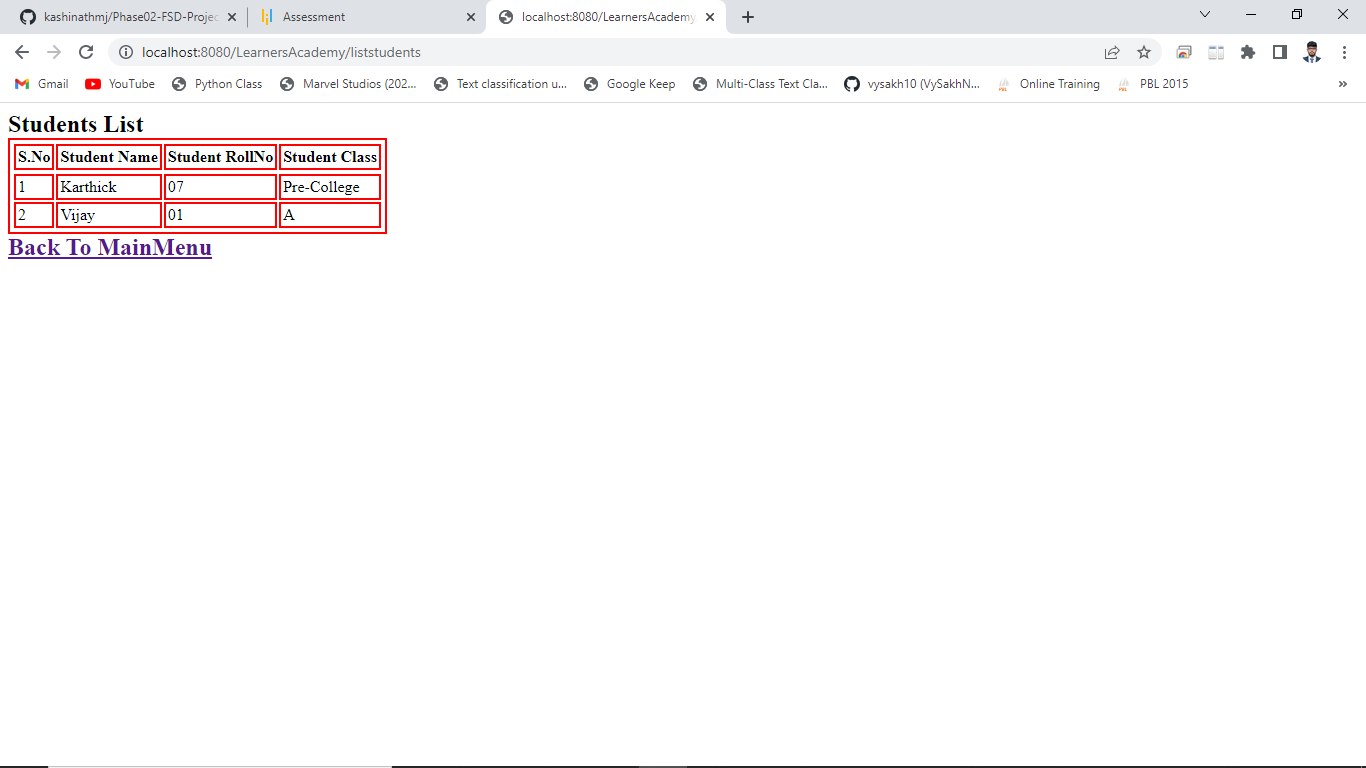 kashinathmj/Phase02-FSD-Projec
Assessment
localhost:8080/LearnersAcademy
localhost:8080/LearnersAcademy/liststudents
Gmail YouTube Python Class Marvel Studios (202... Text classification u... Google Keep Multi-Class Text Cla... vysakh10 (VySakhN... Online Training PBL 2015 »
Students List
S.No Student Name Student RollNo Student Class
1 Karthick 07 Pre-College
2 Vijay 01 A
Back To MainMenu